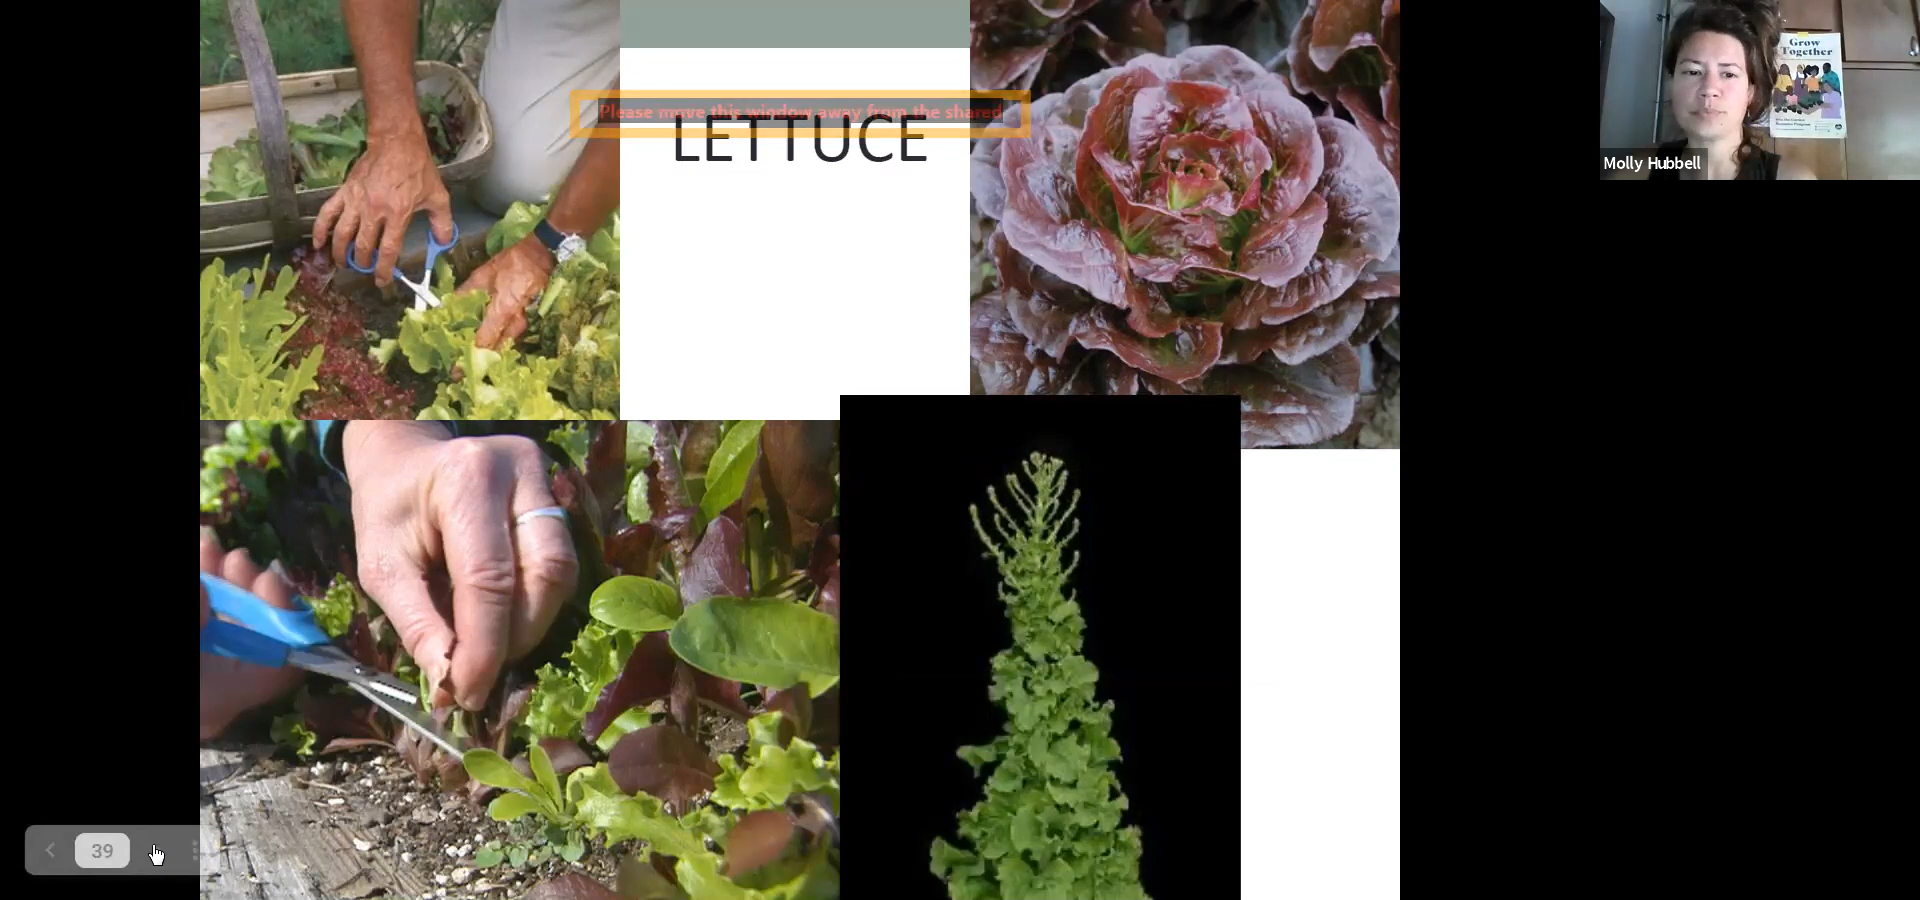 Please move this window away from the shared
LETTUCE
Grow
Together
Molly Hubbell
39